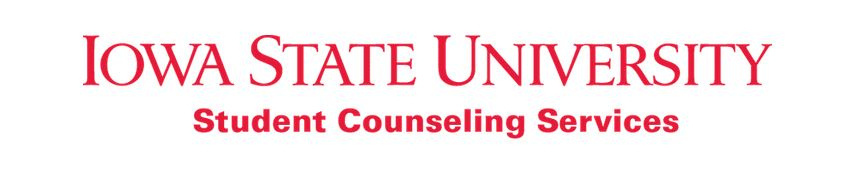 IOWA STATE UNIVERSITY
Student Counseling Services